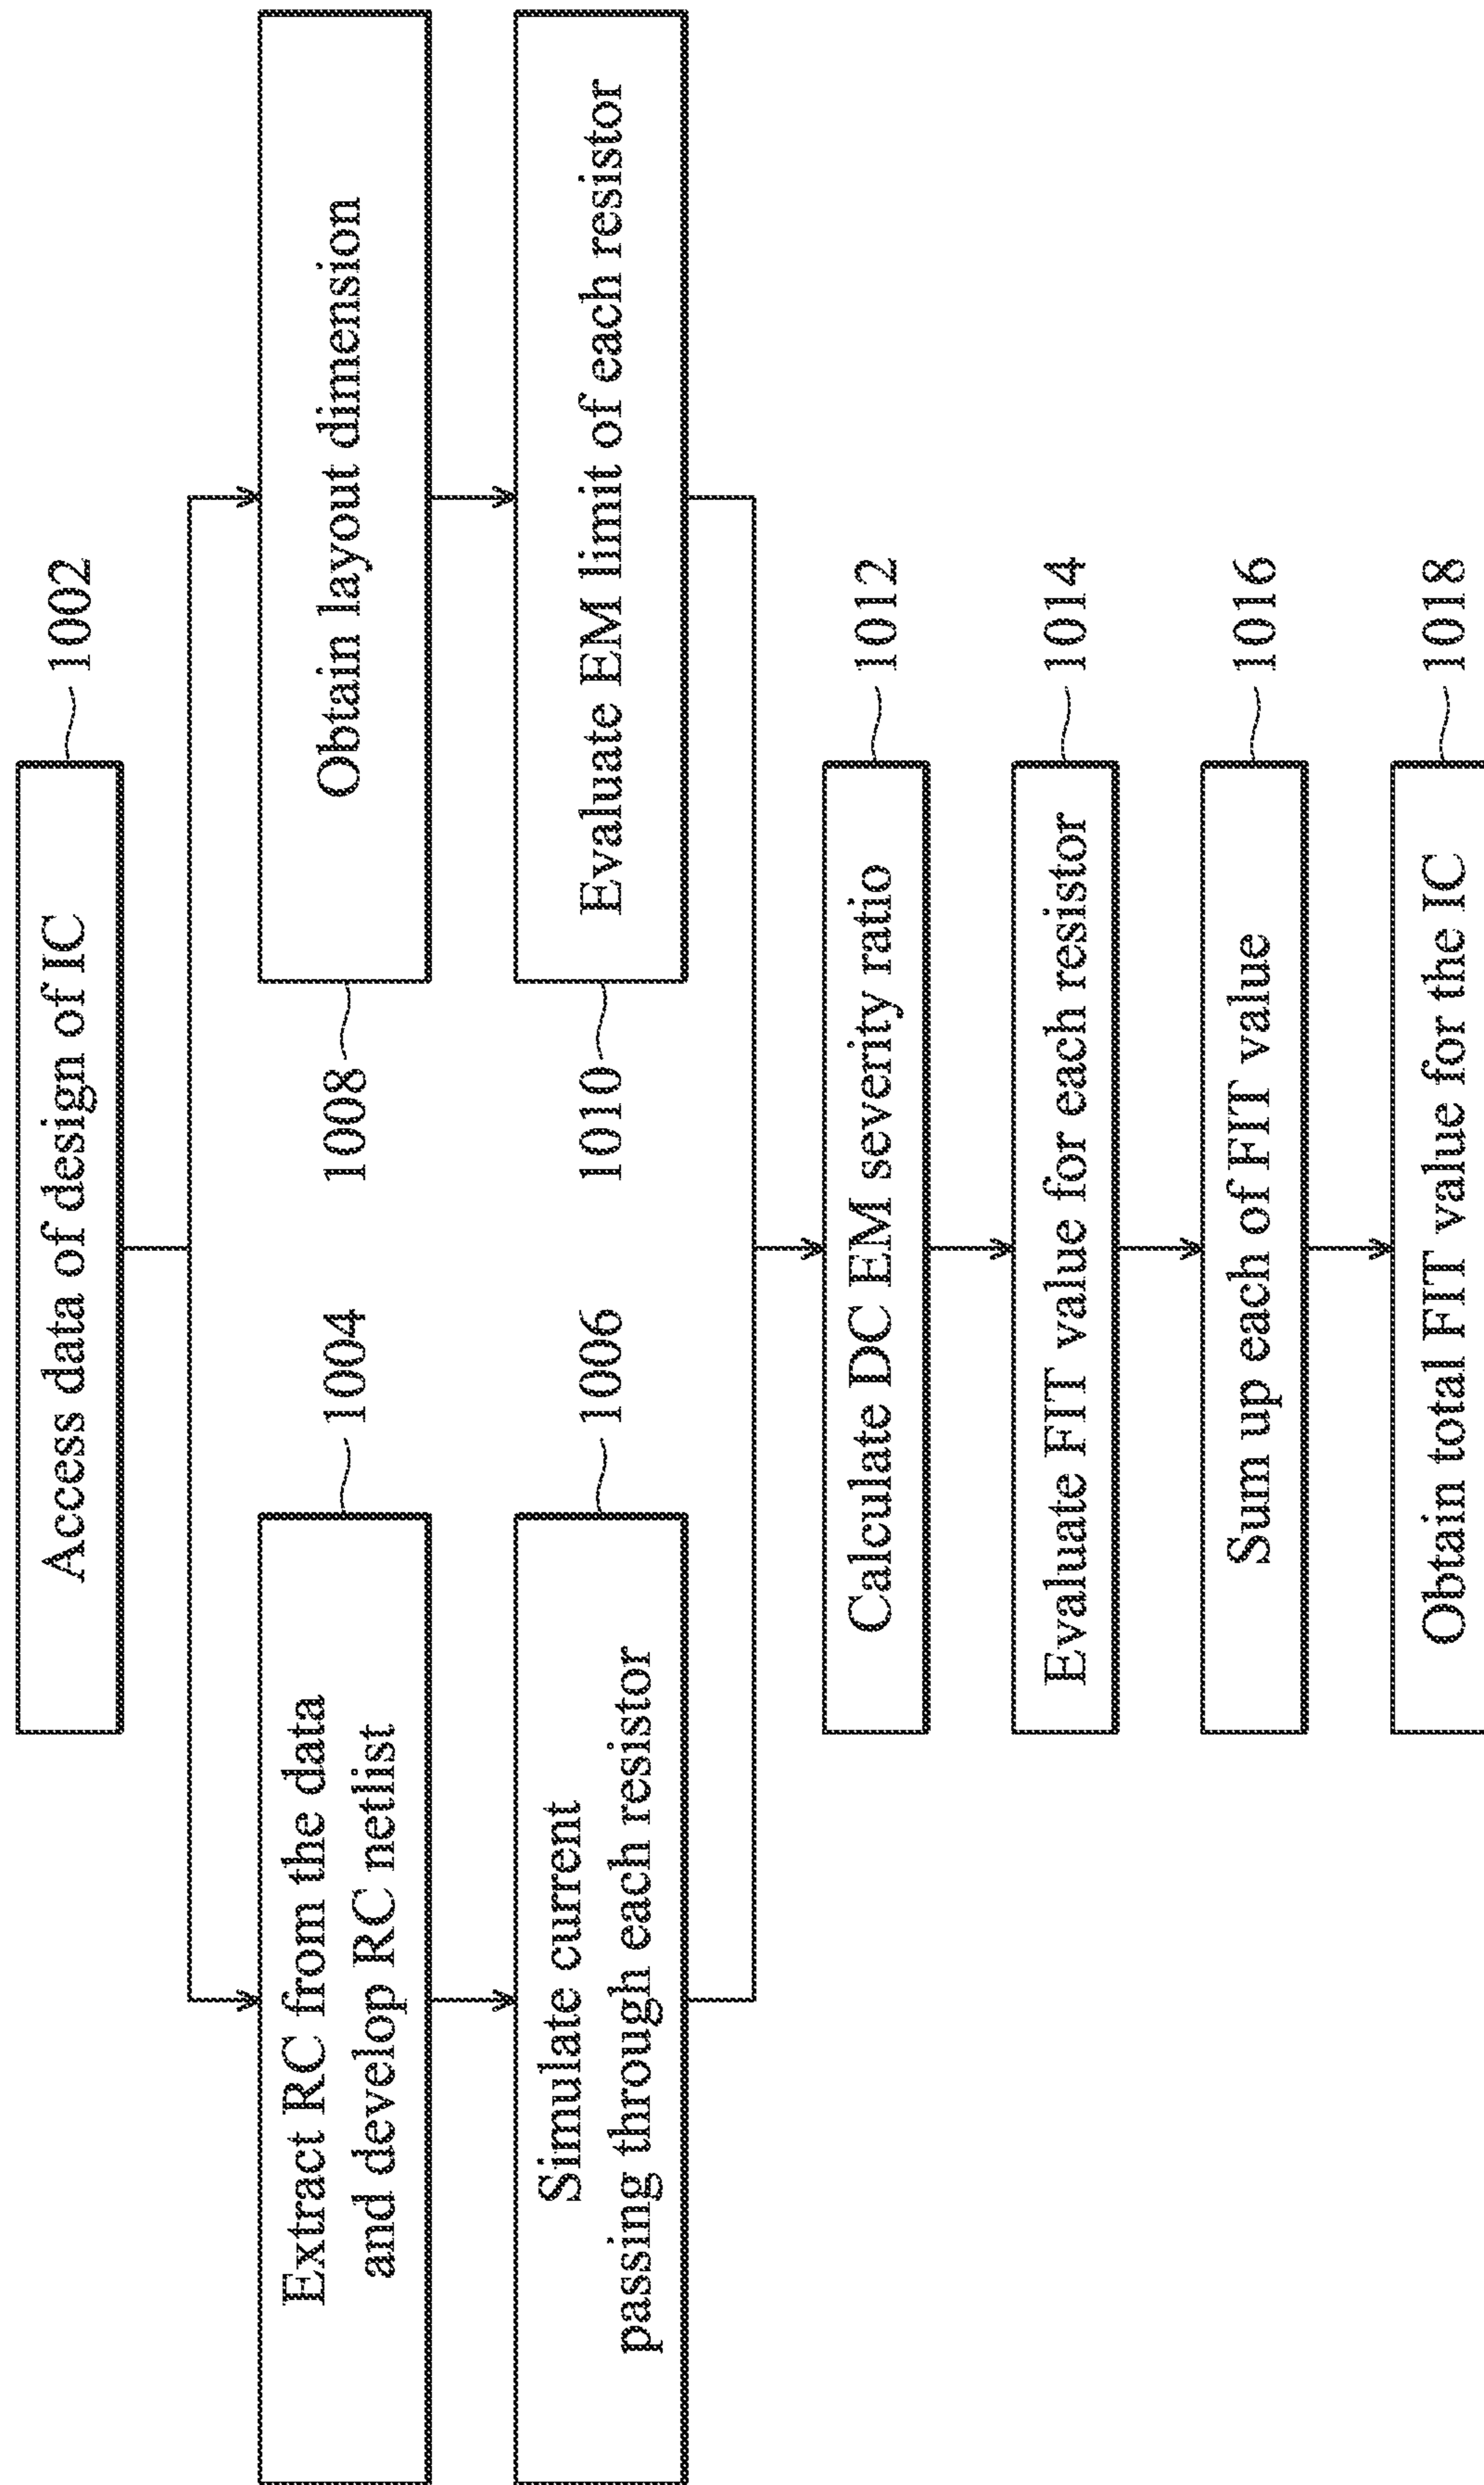 Access data of design of IC
1002
Extract RC from the data
and develop RC netlist
1004
Simulate current
passing through each resistor
1006
1008
Obtain layout dimension
1010
Evaluate EM limit of each resistor
Calculate DC EM severity ratio
1012
Evaluate FIT value for each resistor
1014
Sum up each of FIT value
1016
Obtain total FIT value for the IC
1018